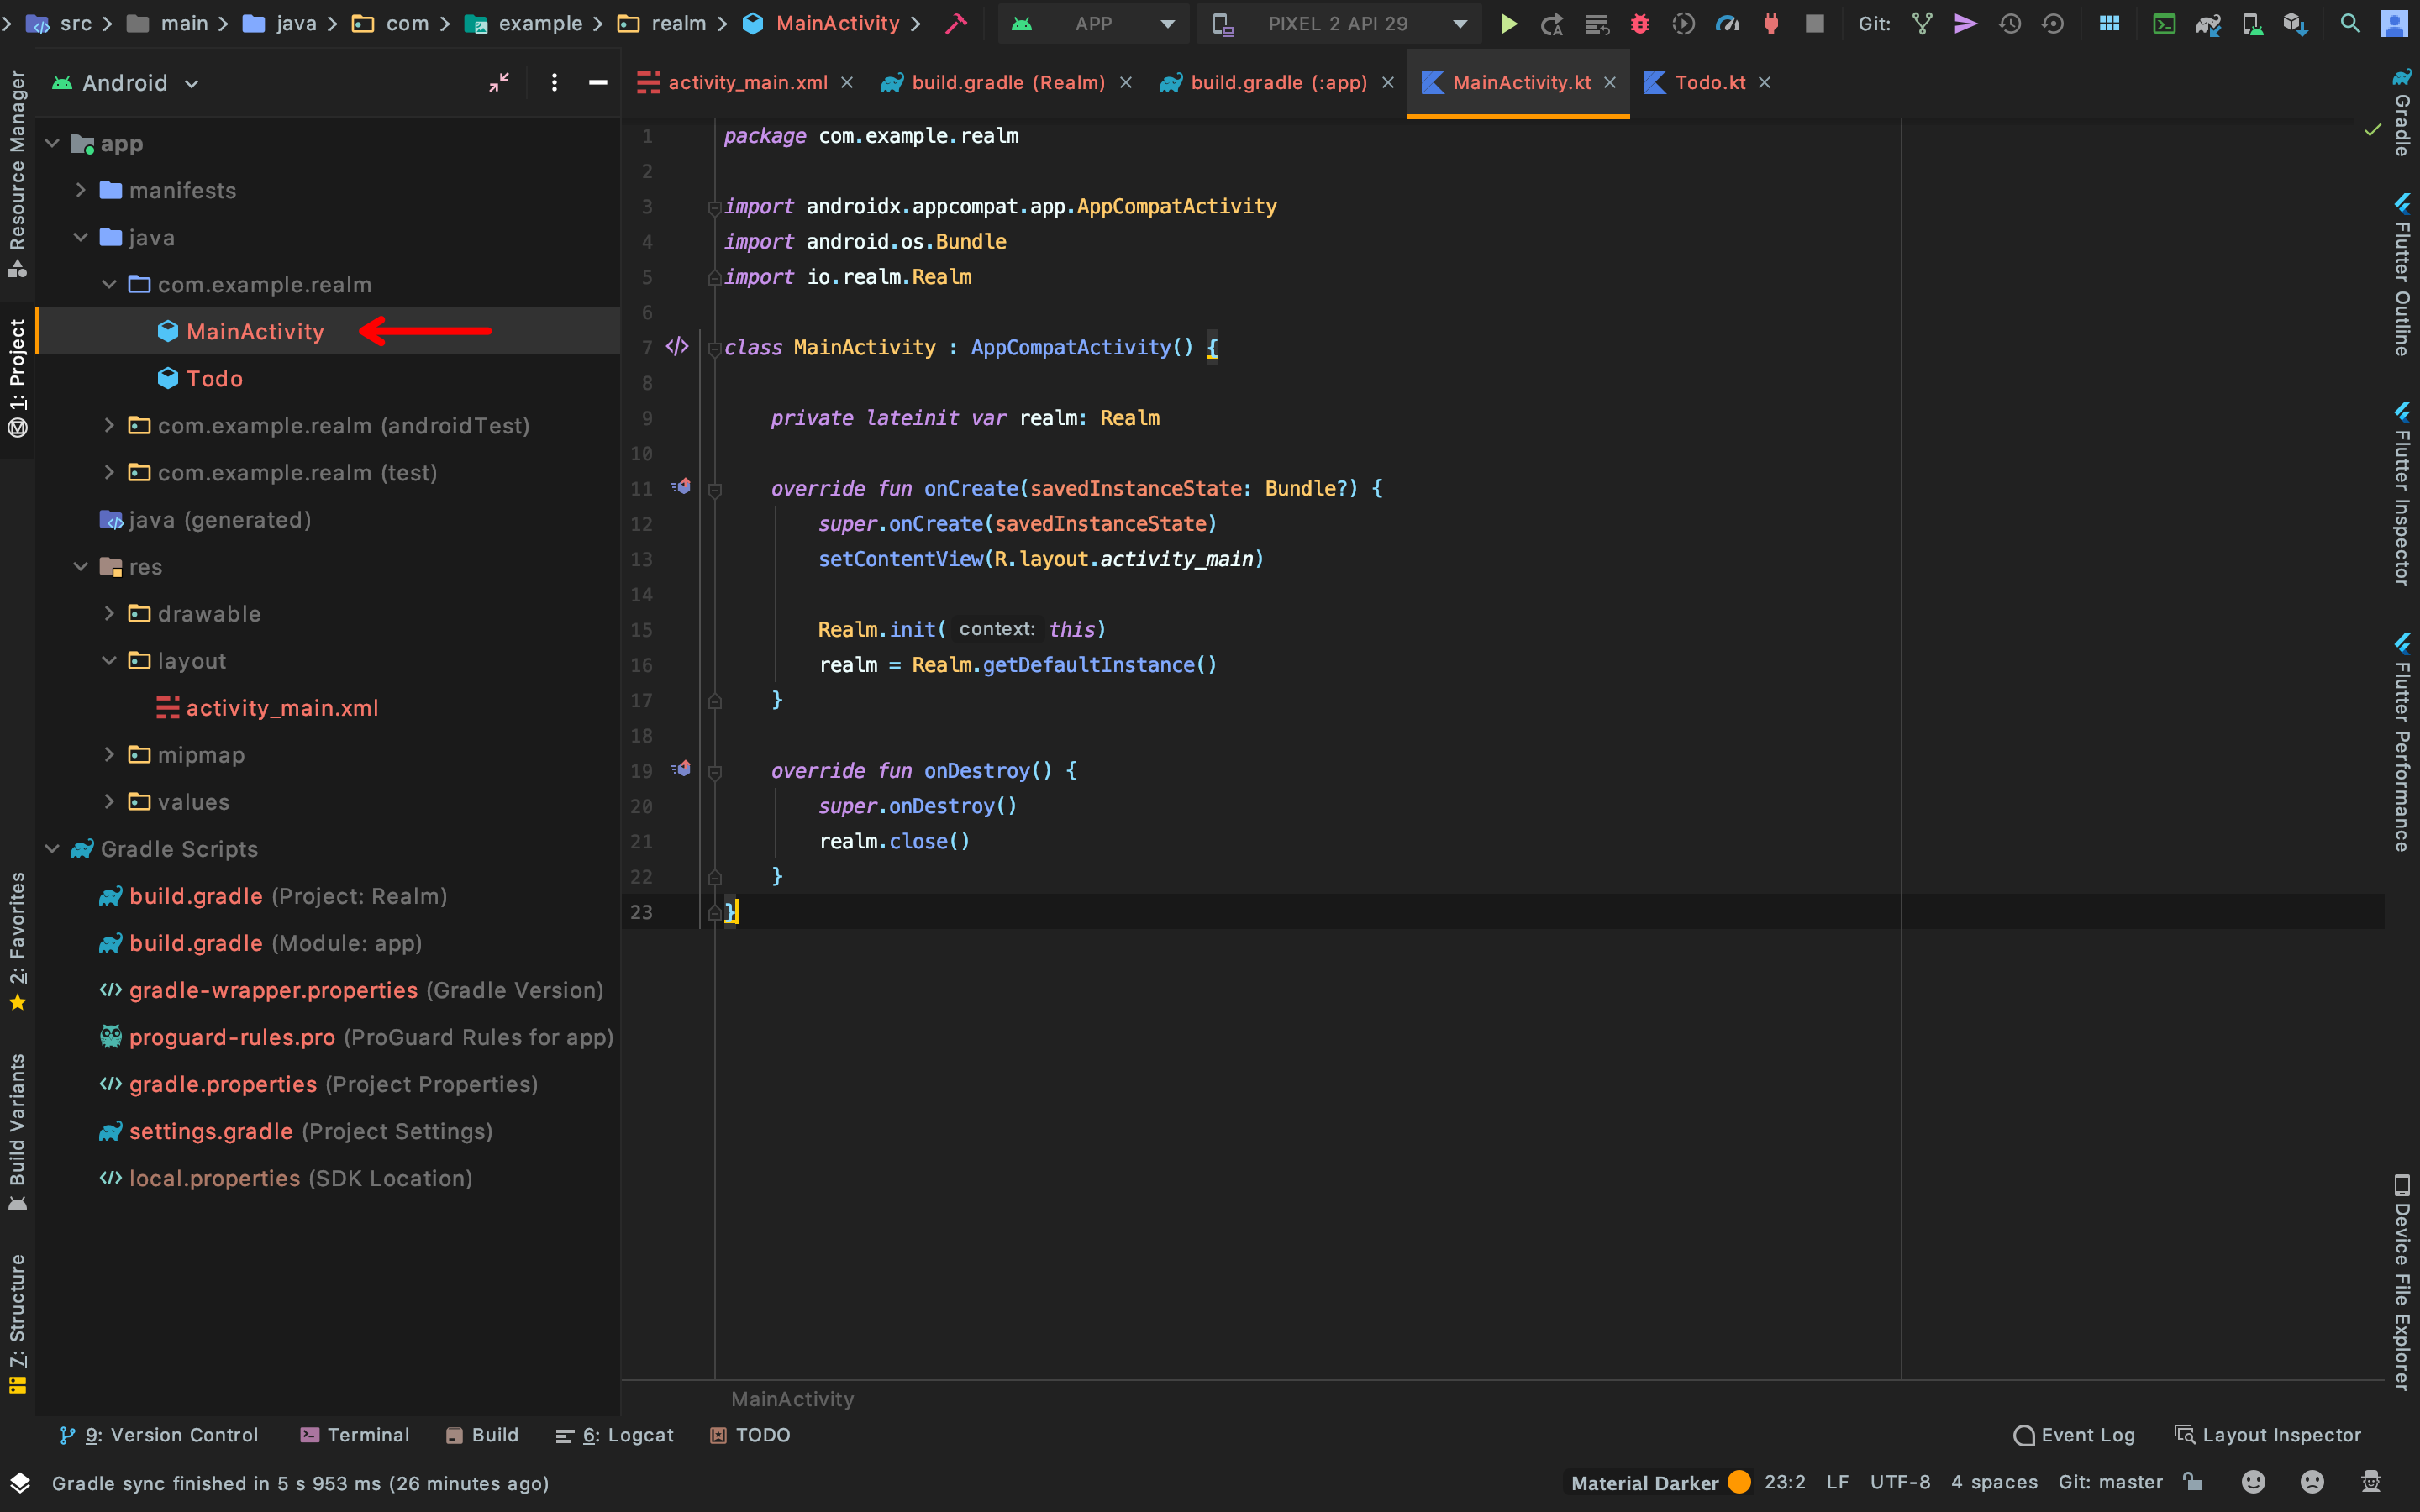 src main java com example realm MainActivity APP PIXEL 2 API 29 Git:
Android
activity_main.xml build.gradle (Realm) build.gradle (:app) MainActivity.kt Todo.kt
Resource Manager
1: Project
2: Favorites
Build Variants
Z: Structure
app
manifests
java
com.example.realm
MainActivity
Todo
com.example.realm (androidTest)
com.example.realm (test)
java (generated)
res
drawable
layout
activity_main.xml
mipmap
values
Gradle Scripts
build.gradle (Project: Realm)
build.gradle (Module: app)
gradle-wrapper.properties (Gradle Version)
proguard-rules.pro (ProGuard Rules for app)
gradle.properties (Project Properties)
settings.gradle (Project Settings)
local.properties (SDK Location)
1 package com.example.realm
2
3 import androidx.appcompat.app.AppCompatActivity
4 import android.os.Bundle
5 import io.realm.Realm
6
7 class MainActivity : AppCompatActivity() {
8
9 private lateinit var realm: Realm
10
11 override fun onCreate(savedInstanceState: Bundle?) {
12 super.onCreate(savedInstanceState)
13 setContentView(R.layout.activity_main)
14
15 Realm.init( context: this)
16 realm = Realm.getDefaultInstance()
17 }
18
19 override fun onDestroy() {
20 super.onDestroy()
21 realm.close()
22 }
23 }
MainActivity
Gradle
Flutter Outline
Flutter Inspector
Flutter Performance
Device File Explorer
9: Version Control Terminal Build 6: Logcat TODO Event Log Layout Inspector
Gradle sync finished in 5 s 953 ms (26 minutes ago) Material Darker 23:2 LF UTF-8 4 spaces Git: master